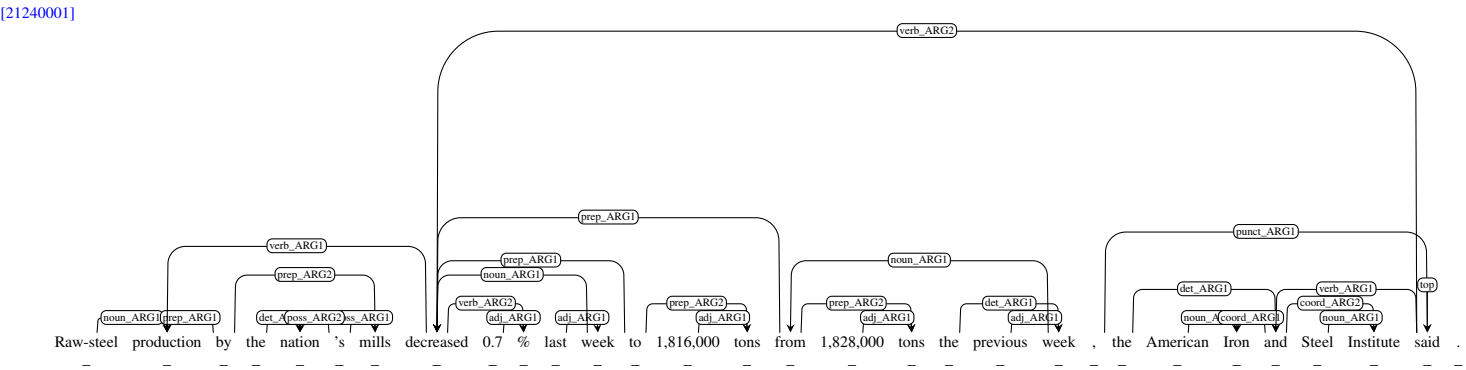 [21240001]
verb_ARG2
prep_ARG1
verb_ARG1 punct_ARG1
prep_ARG2 prep_ARG1 noun_ARG1 noun_ARG1 top
verb_ARG2 prep_ARG2 prep_ARG2 det_ARG1 det_ARG1 verb_ARG1 coord_ARG2
noun_ARG1 prep_ARG1 poss_ARG2 adj_ARG1 adj_ARG1 adj_ARG1 adj_ARG1 adj_ARG1 coord_ARG1 noun_ARG1
Raw-steel production by the nation 's mills decreased 0.7 % last week to 1,816,000 tons from 1,828,000 tons the previous week , the American Iron and Steel Institute said .
_ _ _ _ _ _ _ _ _ _ _ _ _ _ _ _ _ _ _ _ _ _ _ _ _ _ _ _ _ _